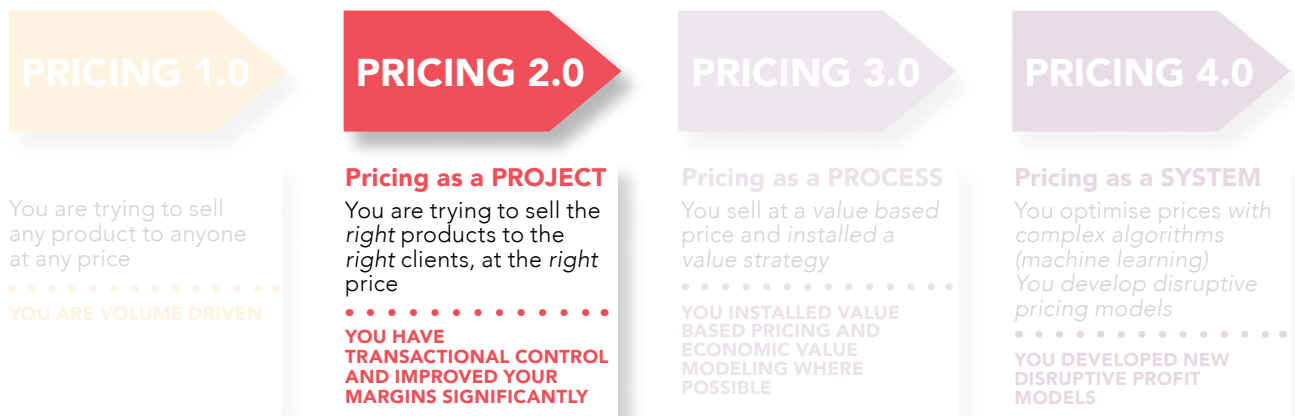 PRICING 1.0
You are trying to sell
any product to anyone
at any price
YOU ARE VOLUME DRIVEN
PRICING 2.0
Pricing as a PROJECT
You are trying to sell the
right products to the
right clients, at the right
price
YOU HAVE
TRANSACTIONAL CONTROL
AND IMPROVED YOUR
MARGINS SIGNIFICANTLY
PRICING 3.0
Pricing as a PROCESS
You sell at a value based
price and installed a
value strategy
YOU INSTALLED VALUE
BASED PRICING AND
ECONOMIC VALUE
MODELING WHERE
POSSIBLE
PRICING 4.0
Pricing as a SYSTEM
You optimise prices with
complex algorithms
(machine learning)
You develop disruptive
pricing models
YOU DEVELOPED NEW
DISRUPTIVE PROFIT
MODELS